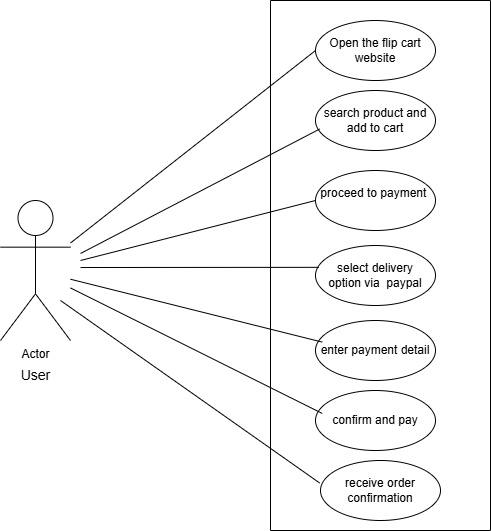 Open the flip cart
website
search product and
add to cart
proceed to payment
select delivery
option via paypal
enter payment detail
confirm and pay
receive order
confirmation
Actor
User